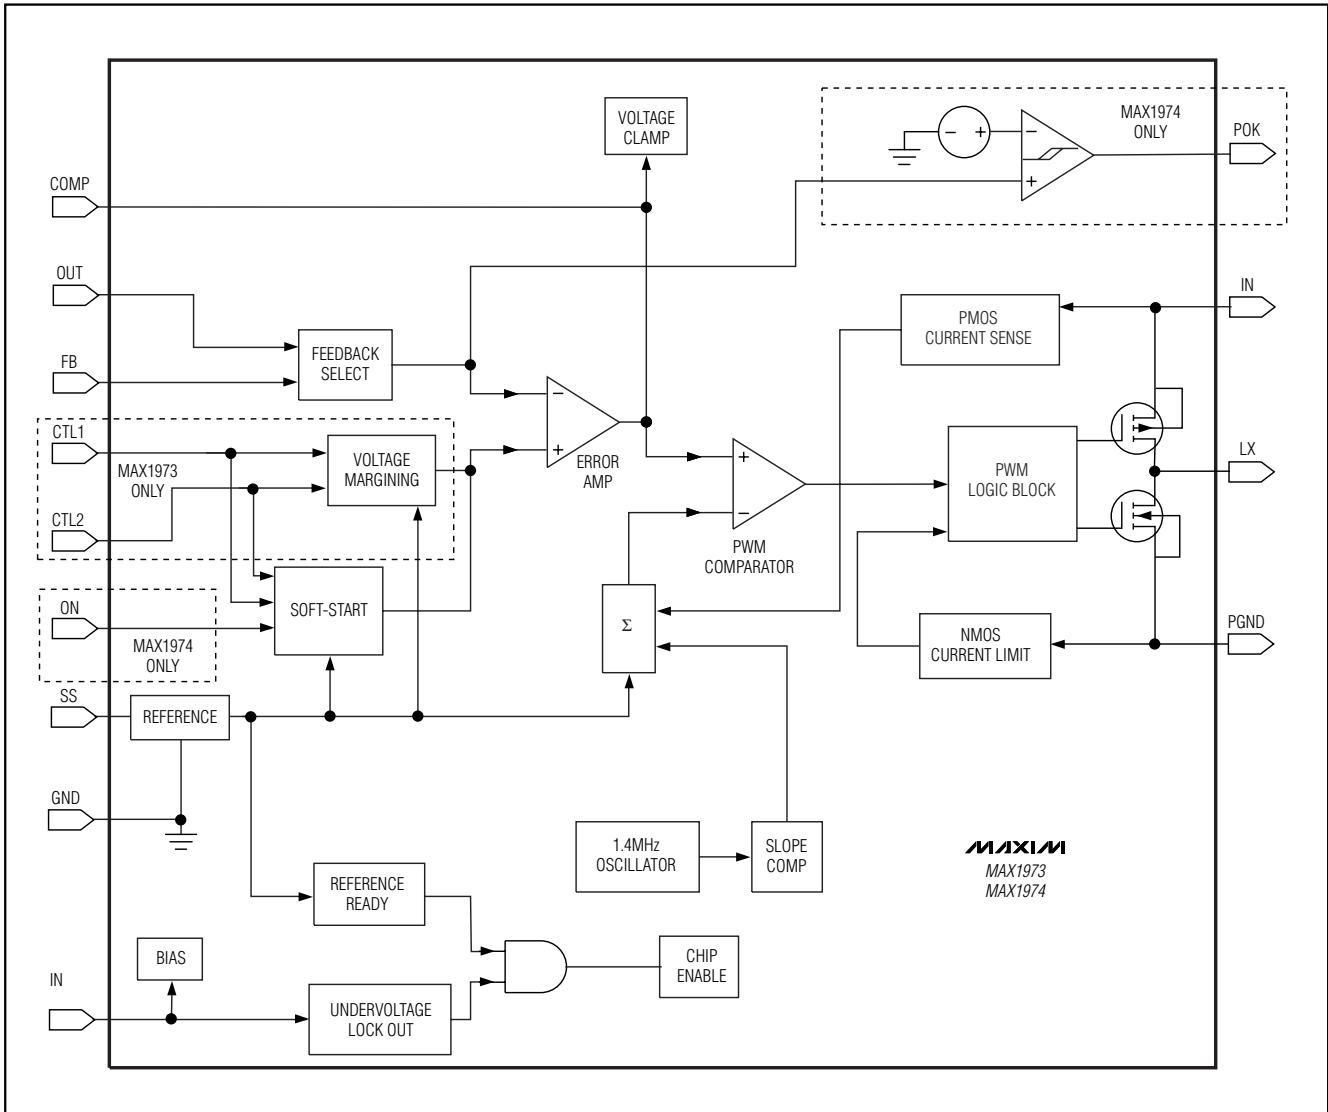 VOLTAGE
CLAMP
MAX1974
ONLY
− +
−
+
POK
COMP
OUT
FB
FEEDBACK
SELECT
PMOS
CURRENT SENSE
IN
CTL1
MAX1973
ONLY
CTL2
VOLTAGE
MARGINING
−
+
ERROR
AMP
+
−
PWM
COMPARATOR
PWM
LOGIC BLOCK
LX
ON
MAX1974
ONLY
SOFT-START
Σ
NMOS
CURRENT LIMIT
PGND
SS
REFERENCE
GND
1.4MHz
OSCILLATOR
SLOPE
COMP
MAXIM
MAX1973
MAX1974
REFERENCE
READY
BIAS
IN
UNDERVOLTAGE
LOCK OUT
CHIP
ENABLE